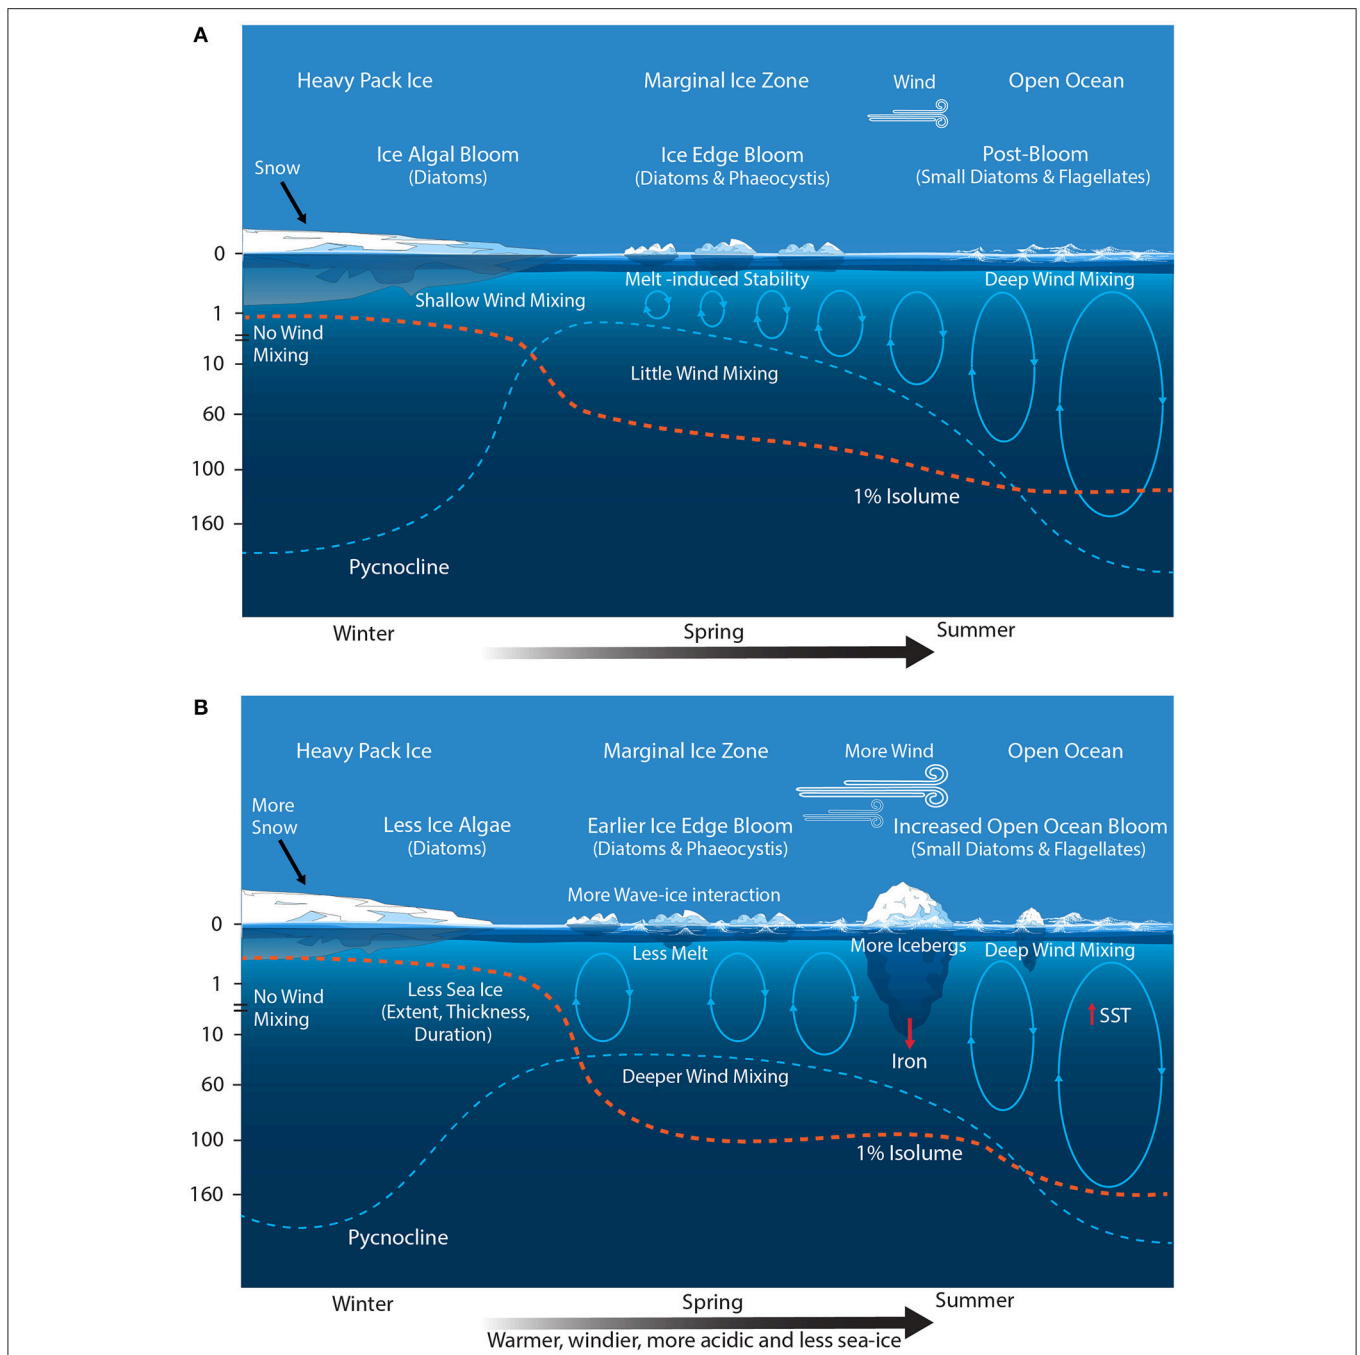 A
Heavy Pack Ice
Marginal Ice Zone
Wind
Open Ocean
Ice Algal Bloom
(Diatoms)
Ice Edge Bloom
(Diatoms & Phaeocystis)
Post-Bloom
(Small Diatoms & Flagellates)
Snow
0
Melt -induced Stability
Deep Wind Mixing
Shallow Wind Mixing
1
No Wind
Mixing
10
Little Wind Mixing
60
100
1% Isolume
160
Pycnocline
Winter
Spring
Summer
B
Heavy Pack Ice
Marginal Ice Zone
More Wind
Open Ocean
More
Snow
Less Ice Algae
(Diatoms)
Earlier Ice Edge Bloom
(Diatoms & Phaeocystis)
Increased Open Ocean Bloom
(Small Diatoms & Flagellates)
More Wave-ice interaction
0
Less Melt
More Icebergs
Deep Wind Mixing
1
No Wind
Mixing
Less Sea Ice
(Extent, Thickness,
Duration)
SST
10
Iron
60
Deeper Wind Mixing
100
1% Isolume
160
Pycnocline
Winter
Spring
Summer
Warmer, windier, more acidic and less sea-ice